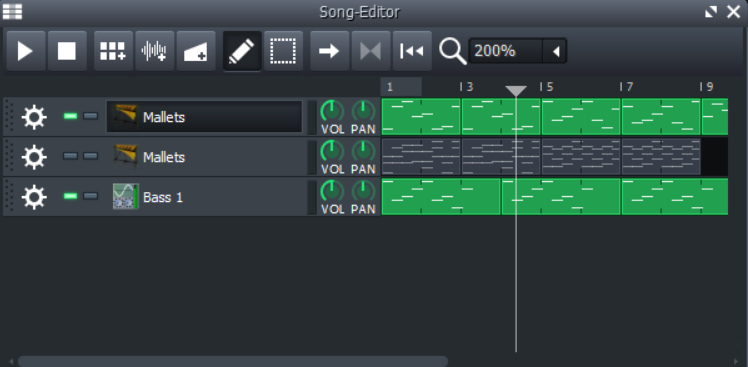 Song-Editor
200%
1 3 5 7 9
Mallets
VOL PAN
Mallets
VOL PAN
Bass 1
VOL PAN